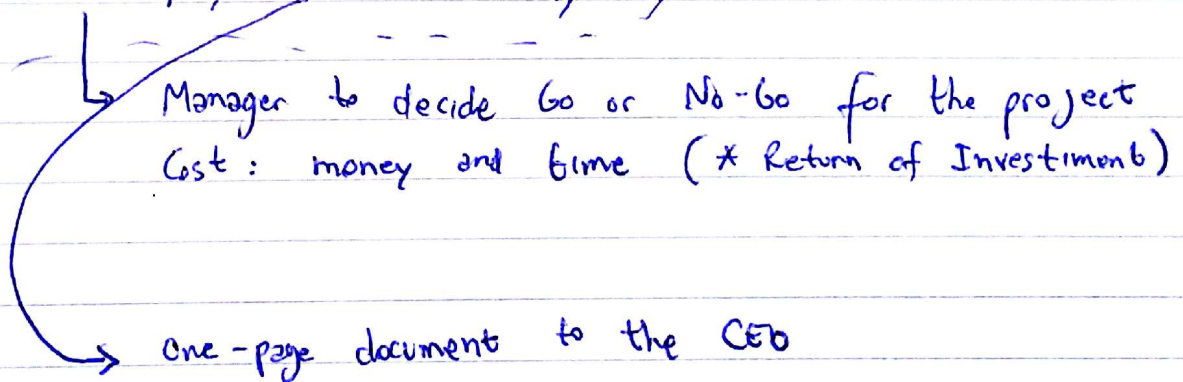 Manager to decide Go or No-Go for the project
Cost : money and time ( * Return of Investiment )
one-page document to the CEO